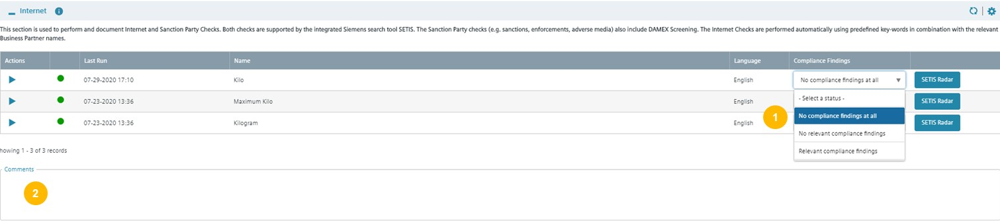 Internet
This section is used to perform and document Internet and Sanction Party Checks. Both checks are supported by the integrated Siemens search tool SETIS. The Sanction Party checks (e.g. sanctions, enforcements, adverse media) also include DAMEX Screening. The Internet Checks are performed automatically using predefined key-words in combination with the relevant
Business Partner names.
Actions Last Run Name Language Compliance Findings
07-29-2020 17:10 Kilo English No compliance findings at all SETIS Radar
- Select a status -
07-23-2020 13:36 Maximum Kilo English SETIS Radar
1 No compliance findings at all
07-23-2020 13:36 Kilogram English SETIS Radar
No relevant compliance findings
Relevant compliance findings
howing 1 - 3 of 3 records
Comments
2